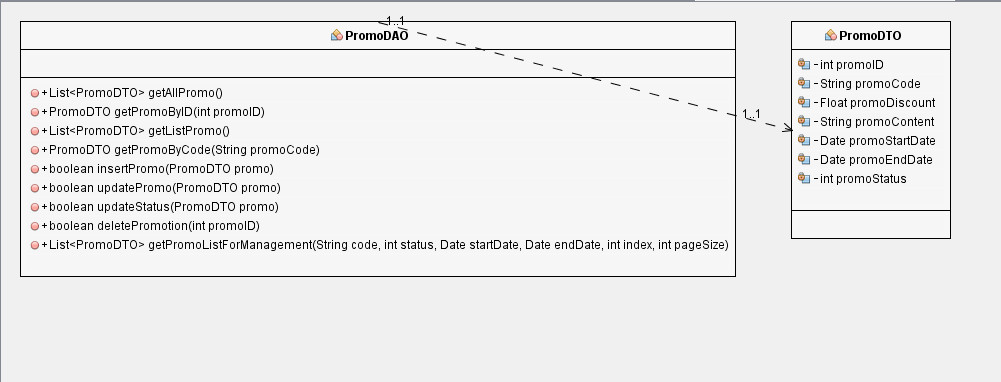 1..1
PromoDAO
+List<PromoDTO> getAllPromo()
+PromoDTO getPromoByID(int promoID)
+List<PromoDTO> getListPromo()
+PromoDTO getPromoByCode(String promoCode)
+boolean insertPromo(PromoDTO promo)
+boolean updatePromo(PromoDTO promo)
+boolean updateStatus(PromoDTO promo)
+boolean deletePromotion(int promoID)
+List<PromoDTO> getPromoListForManagement(String code, int status, Date startDate, Date endDate, int index, int pageSize)
1..1
PromoDTO
-int promoID
-String promoCode
-Float promoDiscount
-String promoContent
-Date promoStartDate
-Date promoEndDate
-int promoStatus